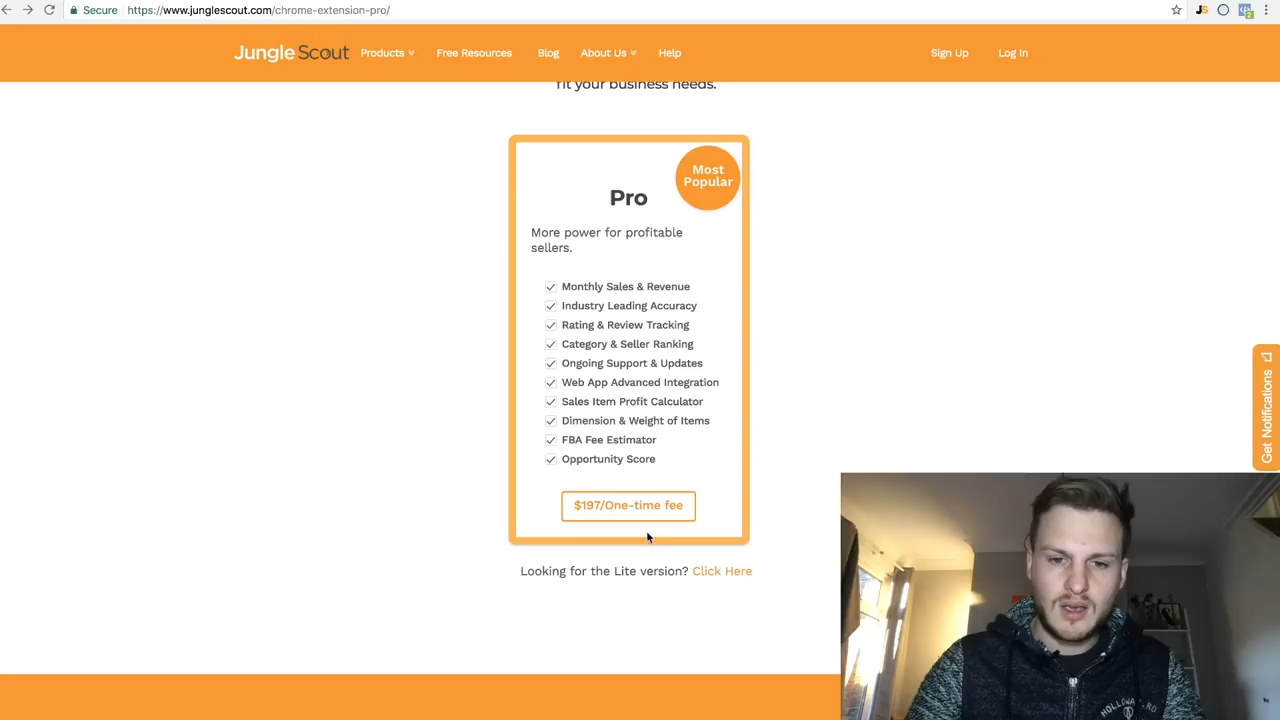 Secure https://www.junglescout.com/chrome-extension-pro/
JS
2
Jungle Scout Products Free Resources Blog About Us Help Sign Up Log In
fit your business needs.
Most
Popular
Pro
More power for profitable
sellers.
Monthly Sales & Revenue
Industry Leading Accuracy
Rating & Review Tracking
Category & Seller Ranking
Ongoing Support & Updates
Web App Advanced Integration
Sales Item Profit Calculator
Dimension & Weight of Items
FBA Fee Estimator
Opportunity Score
$197/One-time fee
Looking for the Lite version? Click Here
Get Notifications
HOLLOWAY RD